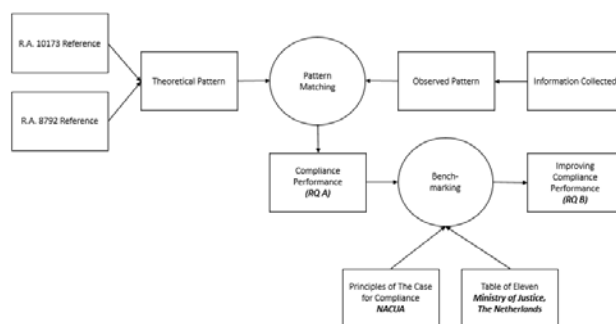 R.A. 10173 Reference
R.A. 8792 Reference
Theoretical Pattern
Pattern
Matching
Observed Pattern
Information Collected
Compliance
Performance
(RQ A)
Bench-
marking
Improving
Compliance
Performance
(RQ B)
Principles of The Case
for Compliance
NACUA
Table of Eleven
Ministry of Justice,
The Netherlands